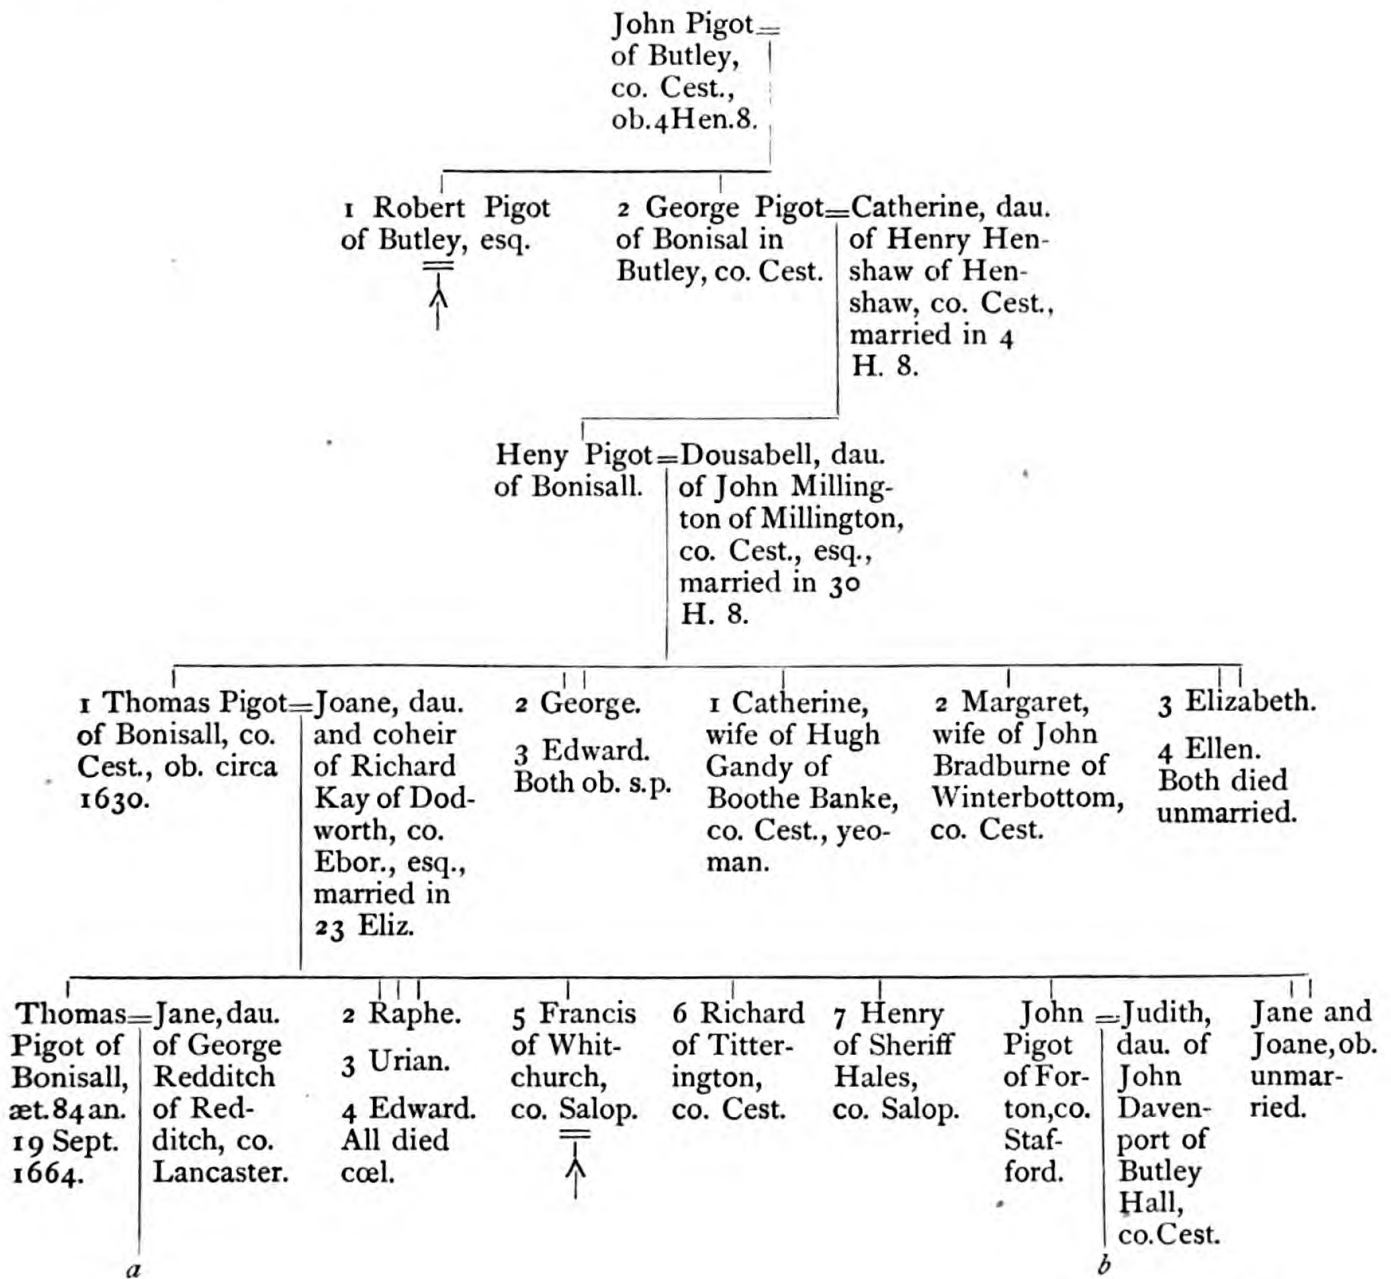 John Pigot=
of Butley,
co. Cest.,
ob.4Hen.8.
1 Robert Pigot
of Butley, esq.
2 George Pigot=
of Bonisal in
Butley, co. Cest.
Catherine, dau.
of Henry Hen-
shaw of Hen-
shaw, co. Cest.,
married in 4
H. 8.
Heny Pigot=
of Bonisall.
Dousabell, dau.
of John Milling-
ton of Millington,
co. Cest., esq.,
married in 30
H. 8.
1 Thomas Pigot=
of Bonisall, co.
Cest., ob. circa
1630.
Joane, dau.
and coheir
of Richard
Kay of Dod-
worth, co.
Ebor., esq.,
married in
23 Eliz.
2 George.
3 Edward.
Both ob. s.p.
1 Catherine,
wife of Hugh
Gandy of
Boothe Banke,
co. Cest., yeo-
man.
2 Margaret,
wife of John
Bradburne of
Winterbottom,
co. Cest.
3 Elizabeth.
4 Ellen.
Both died
unmarried.
Thomas=
Pigot of
Bonisall,
æt. 84 an.
19 Sept.
1664.
Jane, dau.
of George
Redditch
of Red-
ditch, co.
Lancaster.
2 Raphe.
3 Urian.
4 Edward.
All died
cœl.
5 Francis
of Whit-
church,
co. Salop.
6 Richard
of Titter-
ington,
co. Cest.
7 Henry
of Sheriff
Hales,
co. Salop.
John =
Pigot
of For-
ton, co.
Staf-
ford.
Judith,
dau. of
John
Daven-
port of
Butley
Hall,
co. Cest.
Jane and
Joane, ob.
unmar-
ried.
a
b